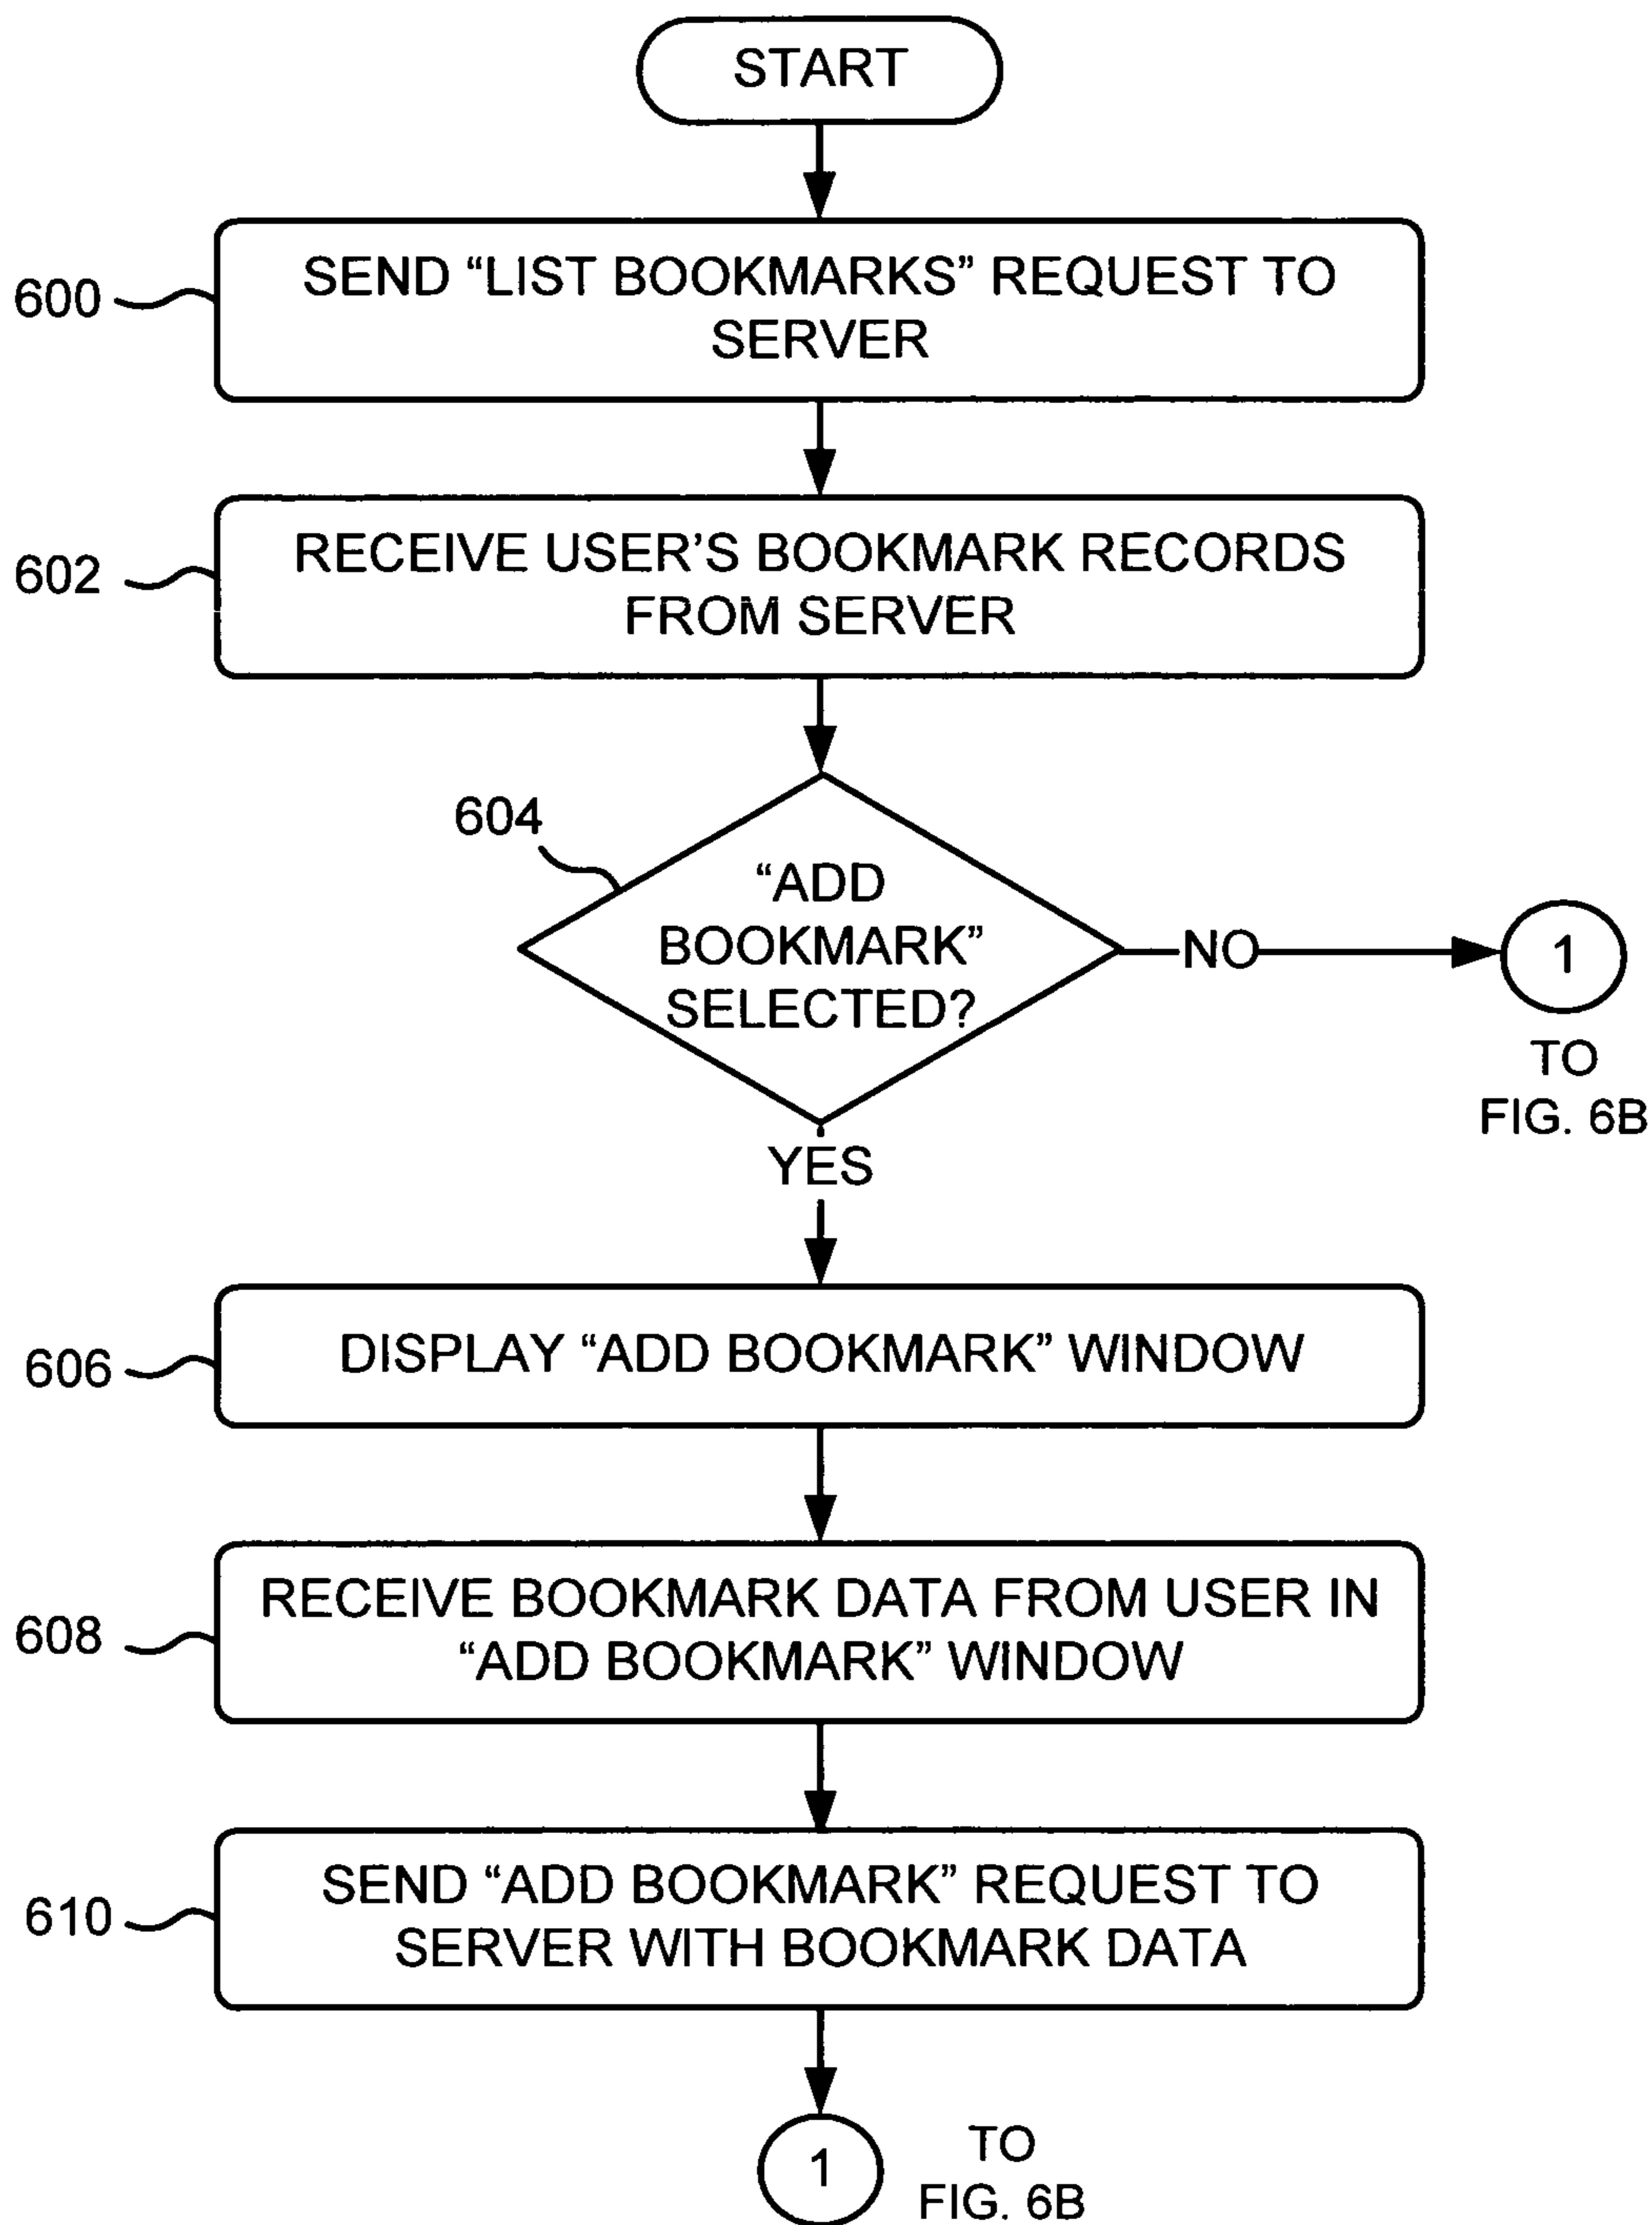 START
600
SEND “LIST BOOKMARKS” REQUEST TO
SERVER
602
RECEIVE USER’S BOOKMARK RECORDS
FROM SERVER
604
“ADD
BOOKMARK”
SELECTED?
NO
1
TO
FIG. 6B
YES
606
DISPLAY “ADD BOOKMARK” WINDOW
608
RECEIVE BOOKMARK DATA FROM USER IN
“ADD BOOKMARK” WINDOW
610
SEND “ADD BOOKMARK” REQUEST TO
SERVER WITH BOOKMARK DATA
1
TO
FIG. 6B